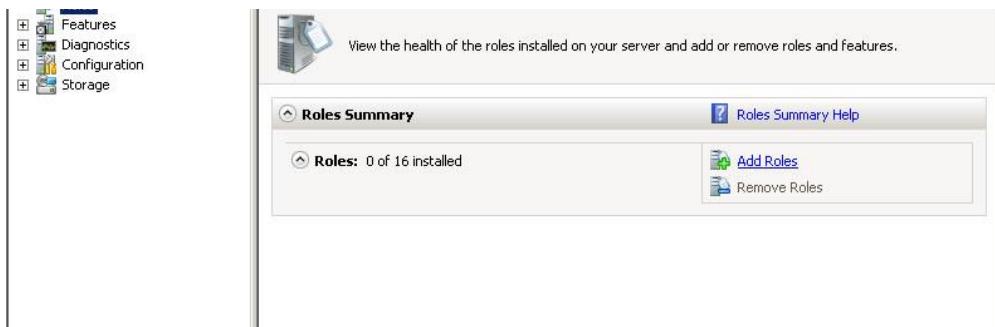 Features
Diagnostics
Configuration
Storage
View the health of the roles installed on your server and add or remove roles and features.
Roles Summary
Roles Summary Help
Roles: 0 of 16 installed
Add Roles
Remove Roles